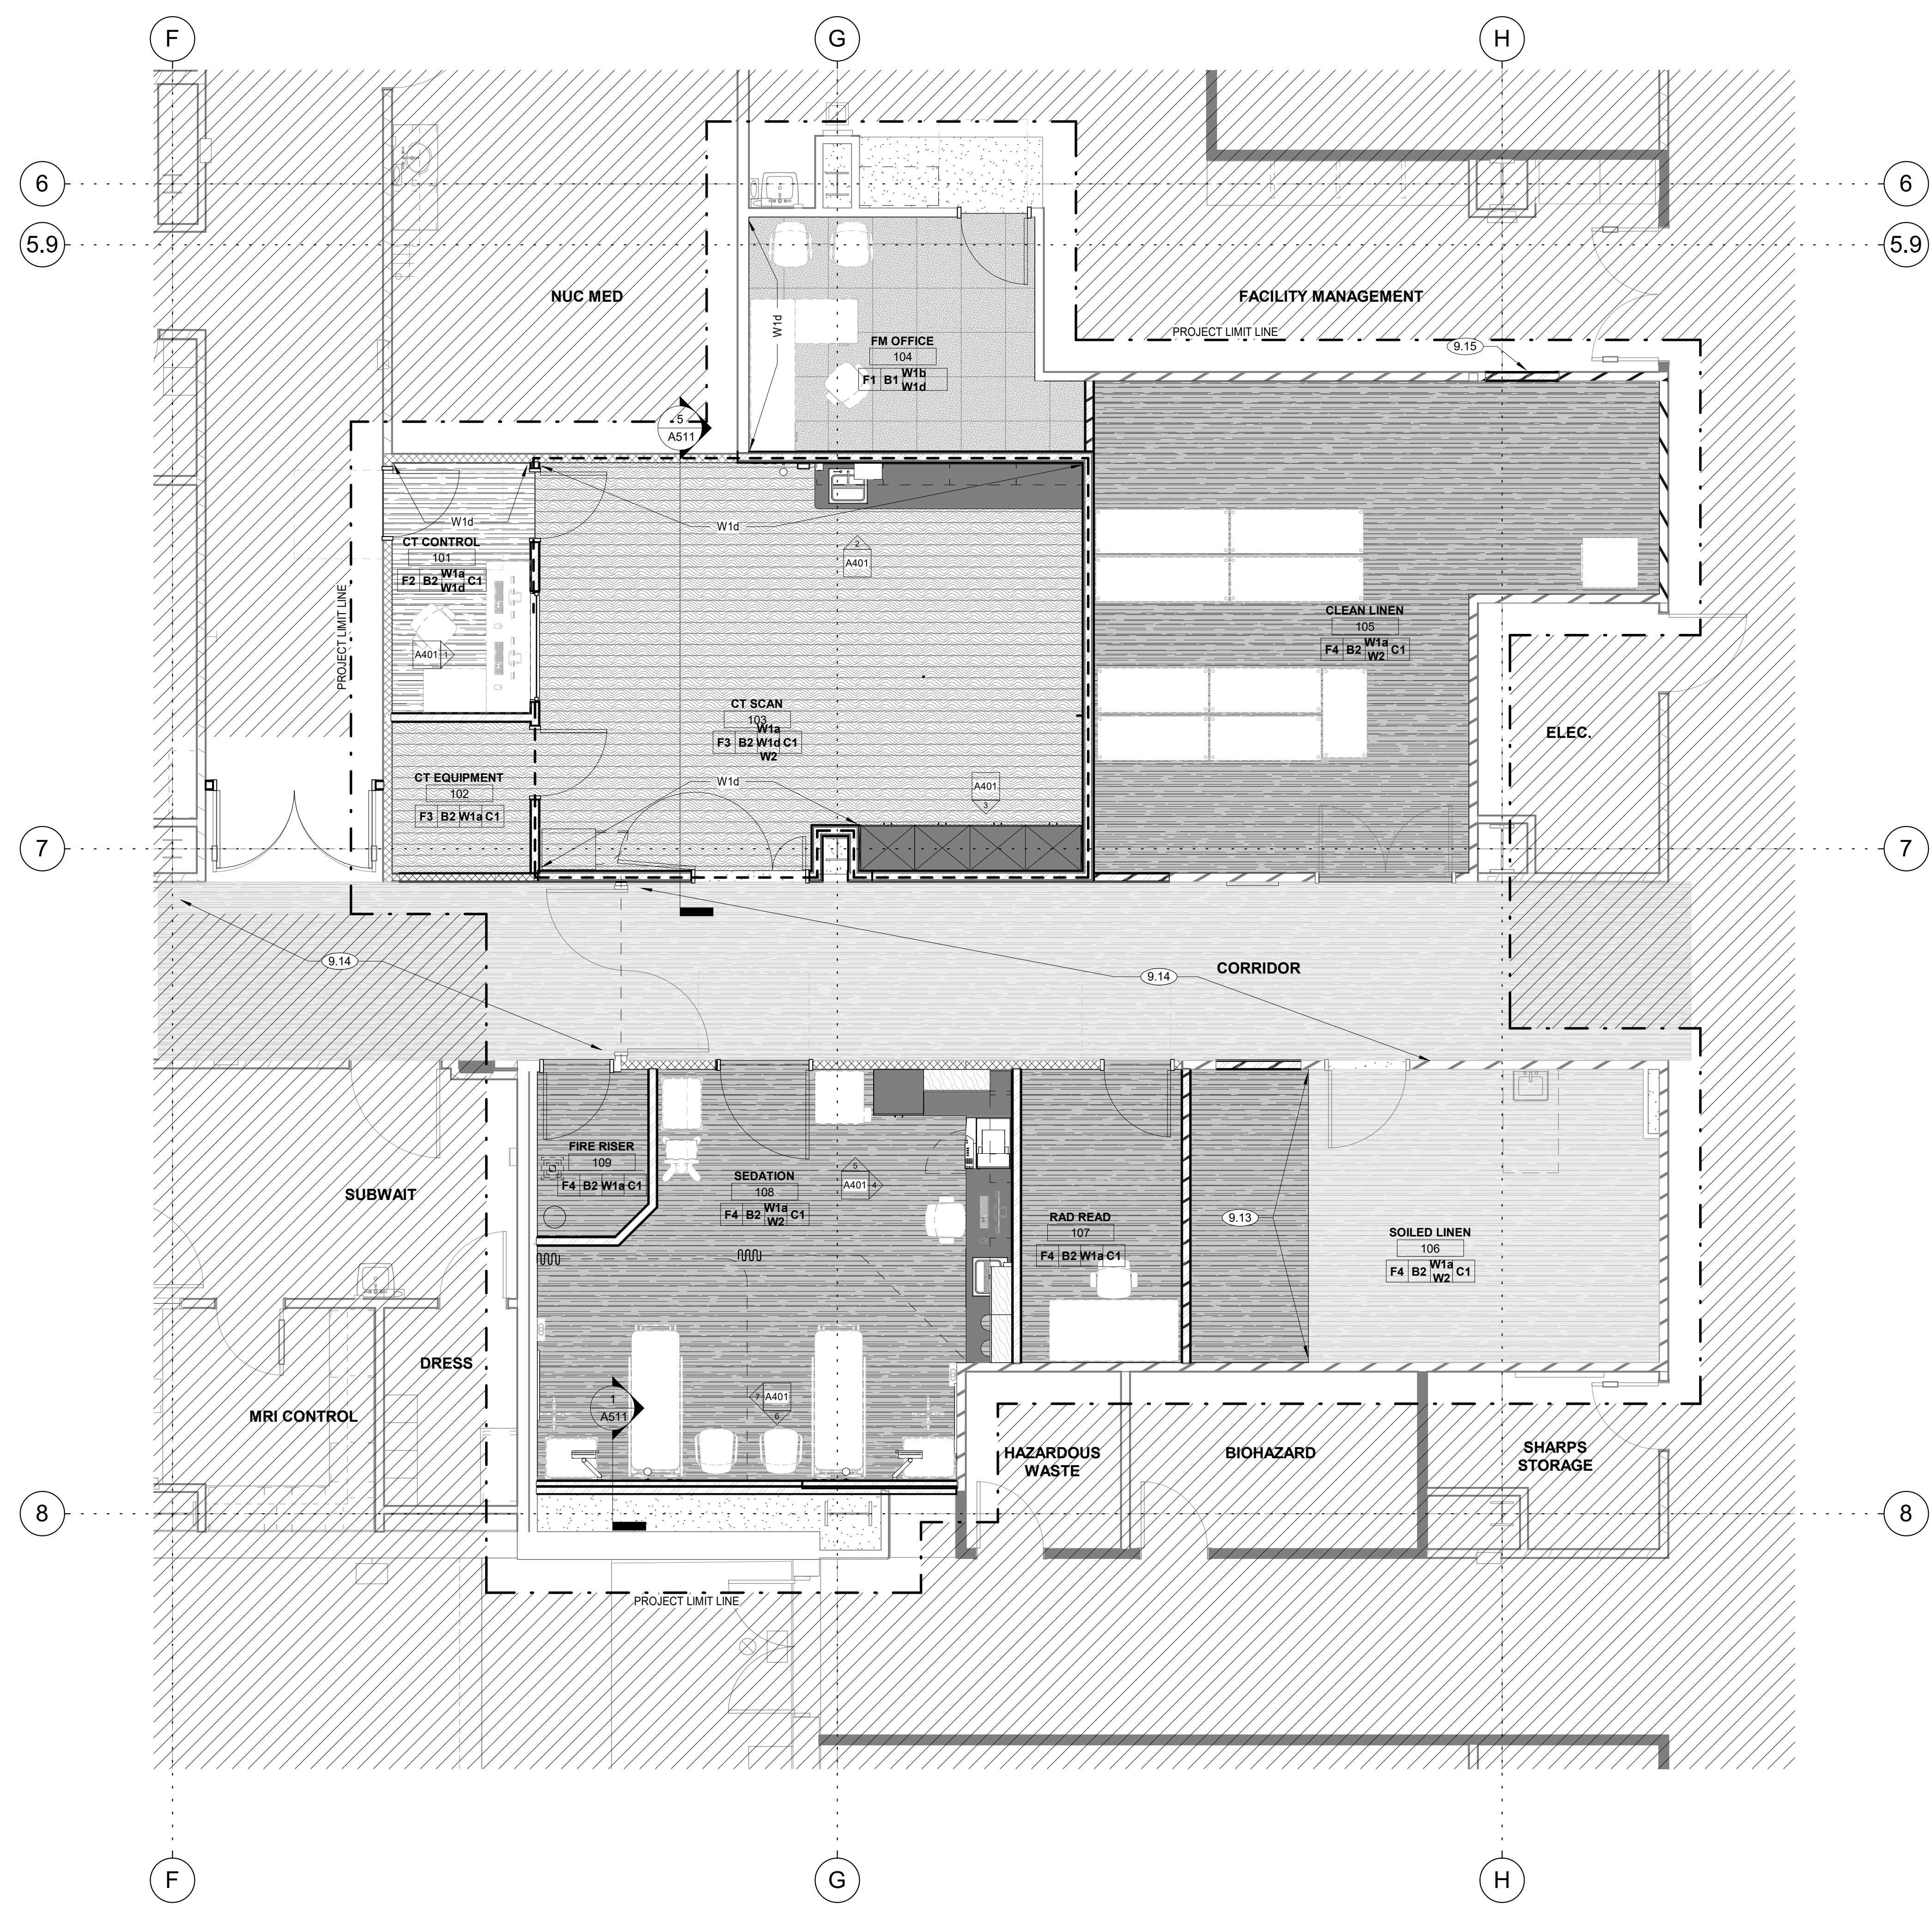 F
G
H
6
6
5.9
5.9
NUC MED
FACILITY MANAGEMENT
PROJECT LIMIT LINE
W1d
FM OFFICE
104
F1 B1 W1b
W1d
9.15
5
A511
W1d
W1d
CT CONTROL
101
F2 B2 W1a C1
W1d
2
A401
PROJECT LIMIT LINE
A401 1
CLEAN LINEN
105
F4 B2 W1a C1
W2
CT SCAN
103
W1a
F3 B2 W1d C1
W2
ELEC.
CT EQUIPMENT
102
F3 B2 W1a C1
W1d
A401
3
7
7
9.14
9.14
CORRIDOR
FIRE RISER
109
F4 B2 W1a C1
SEDATION
108
F4 B2 W1a C1
W2
5
A401 4
SUBWAIT
RAD READ
107
F4 B2 W1a C1
9.13
SOILED LINEN
106
F4 B2 W1a C1
W2
DRESS
MRI CONTROL
1
A511
7 A401
6
HAZARDOUS
WASTE
BIOHAZARD
SHARPS
STORAGE
8
8
PROJECT LIMIT LINE
F
G
H